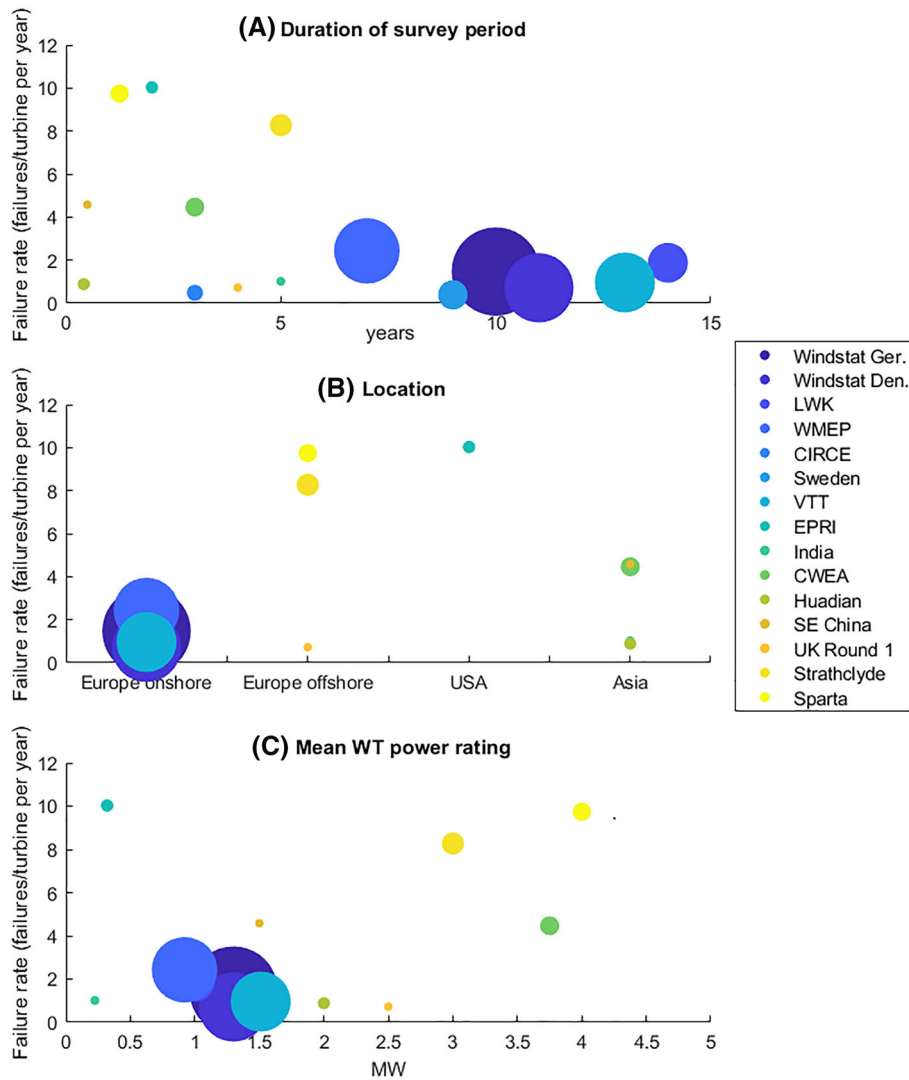 (A) Duration of survey period
Failure rate (failures/turbine per year)
12
10
8
6
4
2
0
0 5 10 15
years
(B) Location
Failure rate (failures/turbine per year)
12
10
8
6
4
2
0
Europe onshore Europe offshore USA Asia
Windstat Ger.
Windstat Den.
LWK
WMEP
CIRCE
Sweden
VTT
EPRI
India
CWEA
Huadian
SE China
UK Round 1
Strathclyde
Sparta
(C) Mean WT power rating
Failure rate (failures/turbine per year)
12
10
8
6
4
2
0
0 0.5 1 1.5 2 2.5 3 3.5 4 4.5 5
MW